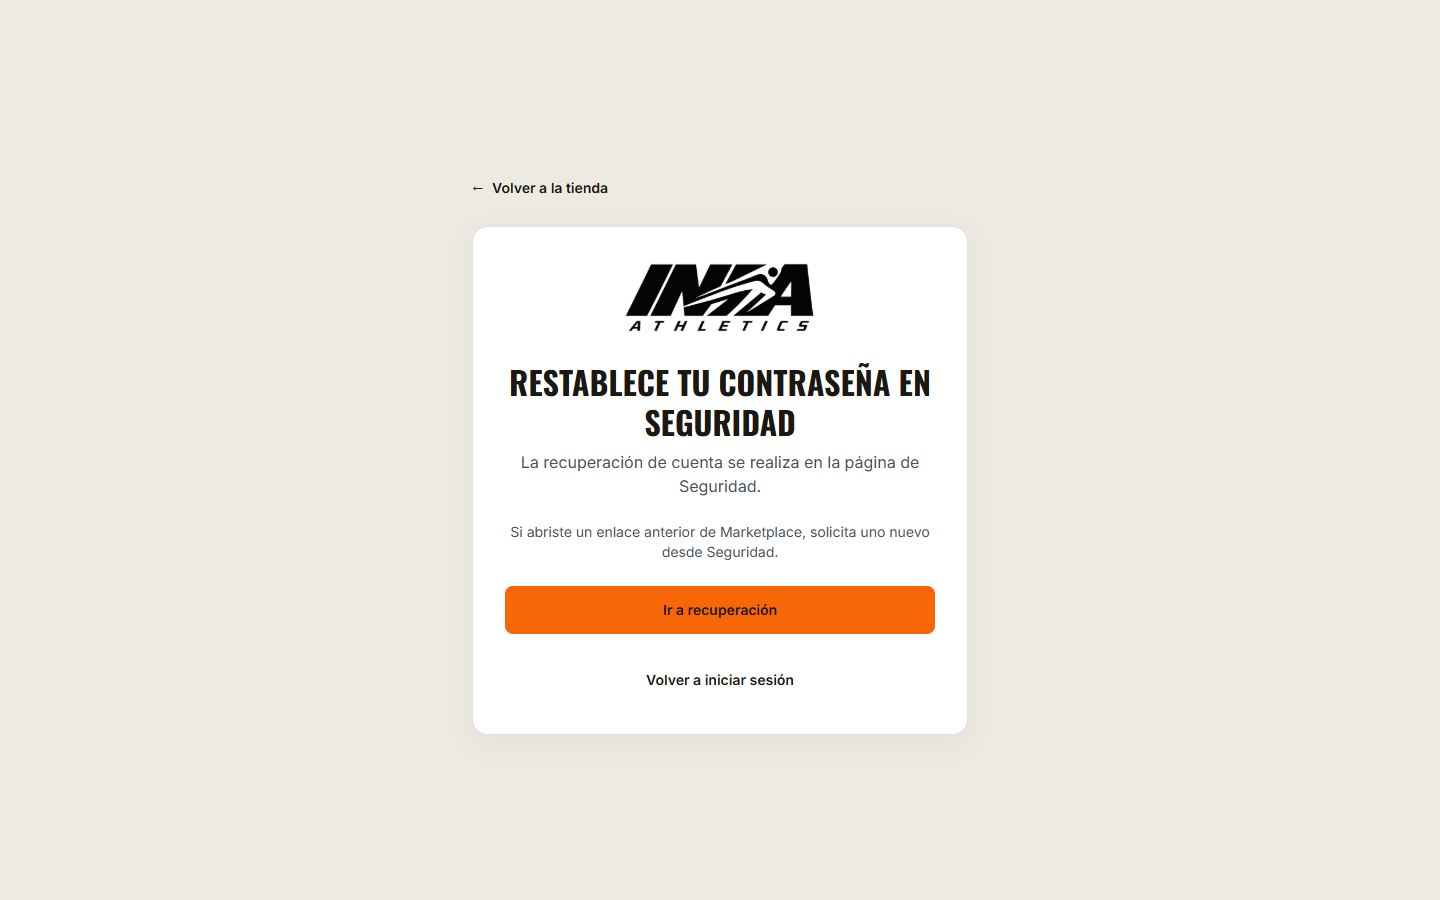 ← Volver a la tienda
INZA
ATHLETICS
RESTABLECE TU CONTRASEÑA EN
SEGURIDAD
La recuperación de cuenta se realiza en la página de
Seguridad.
Si abriste un enlace anterior de Marketplace, solicita uno nuevo
desde Seguridad.
Ir a recuperación
Volver a iniciar sesión